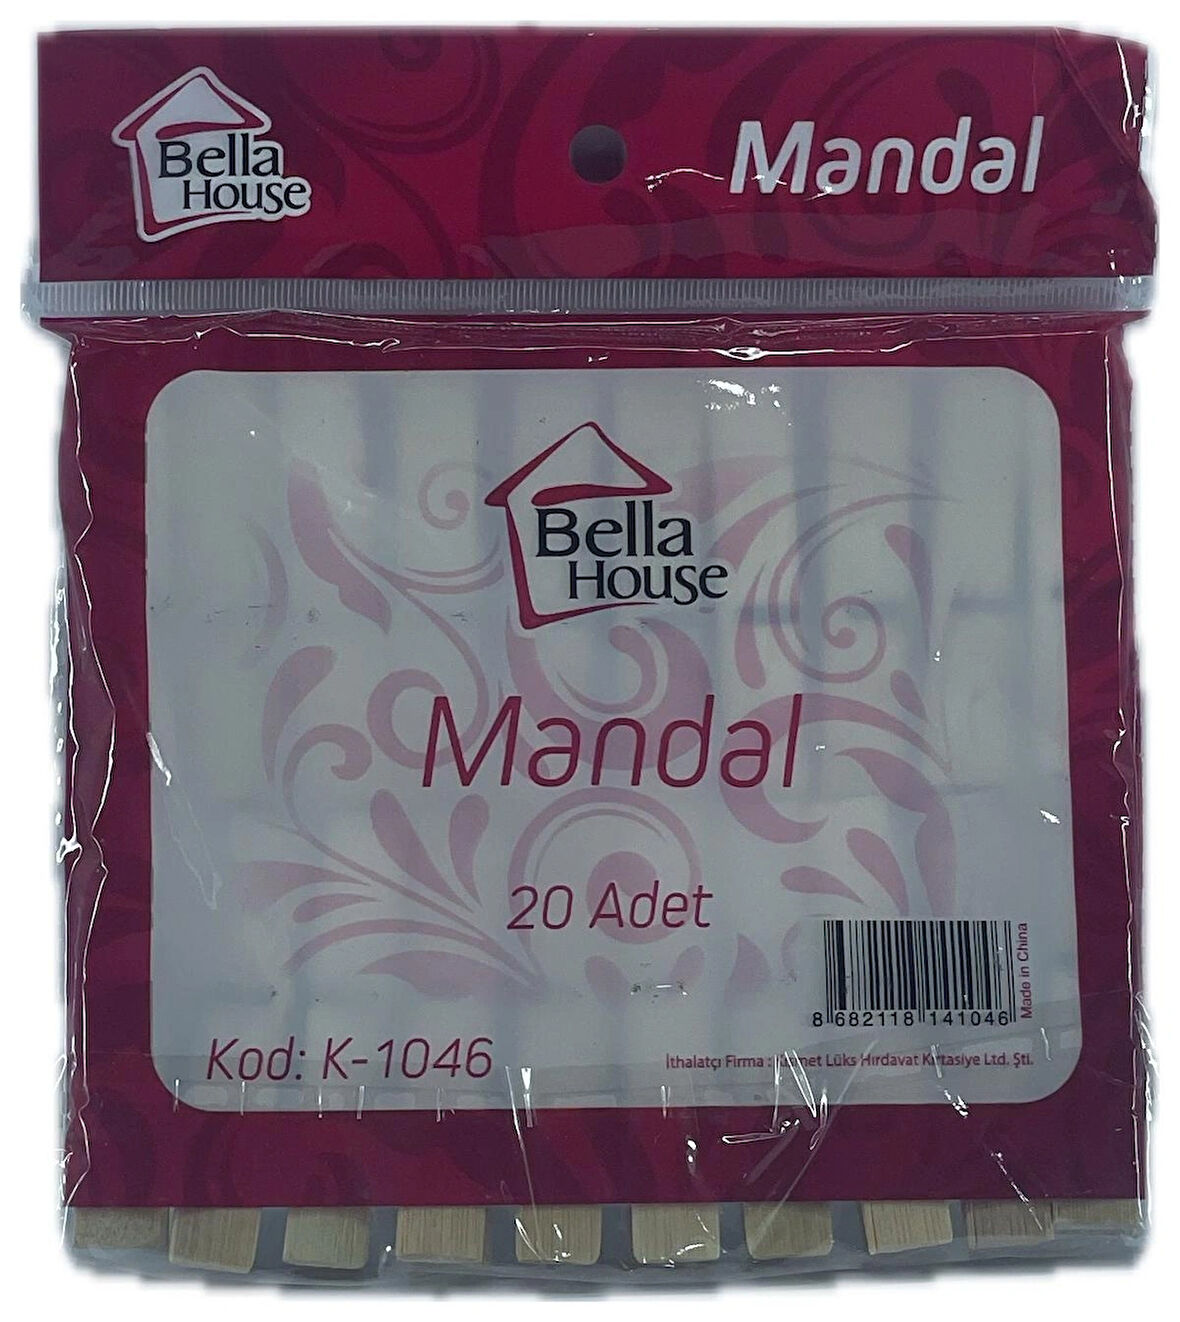 Bella
House
Mandal
Bella
House
Mandal
20 Adet
8 682118 141046
Made in China
Kod: K-1046
İthalatçı Firma : Lüks Hırdavat Kırtasiye Ltd. Şti.